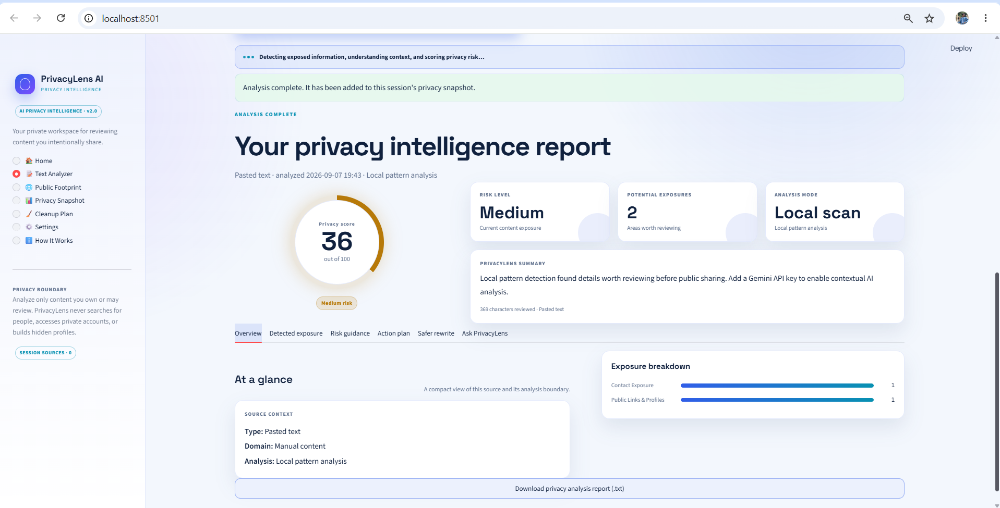 localhost:8501
Deploy
PrivacyLens AI
PRIVACY INTELLIGENCE
AI PRIVACY INTELLIGENCE · v2.0
Your private workspace for reviewing
content you intentionally share.
Home
Text Analyzer
Public Footprint
Privacy Snapshot
Cleanup Plan
Settings
How It Works
PRIVACY BOUNDARY
Analyze only content you own or may
review. PrivacyLens never searches for
people, accesses private accounts, or
builds hidden profiles.
SESSION SOURCES · 0
Detecting exposed information, understanding context, and scoring privacy risk...
Analysis complete. It has been added to this session's privacy snapshot.
ANALYSIS COMPLETE
Your privacy intelligence report
Pasted text · analyzed 2026-09-07 19:43 · Local pattern analysis
Privacy score
36
out of 100
Medium risk
RISK LEVEL
Medium
Current content exposure
POTENTIAL EXPOSURES
2
Areas worth reviewing
ANALYSIS MODE
Local scan
Local pattern analysis
PRIVACYLENS SUMMARY
Local pattern detection found details worth reviewing before public sharing. Add a Gemini API key to enable contextual AI
analysis.
369 characters reviewed · Pasted text
Overview Detected exposure Risk guidance Action plan Safer rewrite Ask PrivacyLens
At a glance
A compact view of this source and its analysis boundary.
SOURCE CONTEXT
Type: Pasted text
Domain: Manual content
Analysis: Local pattern analysis
Exposure breakdown
Contact Exposure 1
Public Links & Profiles 1
Download privacy analysis report (.txt)